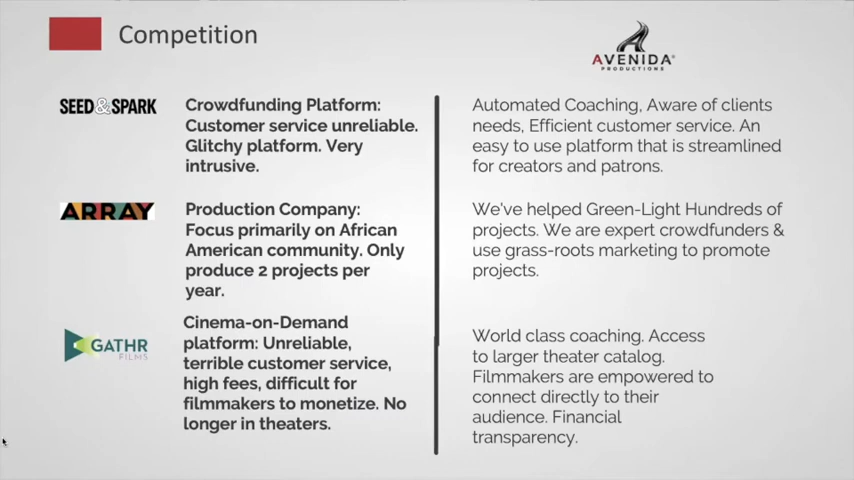 Competition
AVENIDA®
PRODUCTIONS
SEED&SPARK
Crowdfunding Platform:
Customer service unreliable.
Glitchy platform. Very
intrusive.
Automated Coaching, Aware of clients
needs, Efficient customer service. An
easy to use platform that is streamlined
for creators and patrons.
ARRAY
Production Company:
Focus primarily on African
American community. Only
produce 2 projects per
year.
We've helped Green-Light Hundreds of
projects. We are expert crowdfunders &
use grass-roots marketing to promote
projects.
GATHR
FILMS
Cinema-on-Demand
platform: Unreliable,
terrible customer service,
high fees, difficult for
filmmakers to monetize. No
longer in theaters.
World class coaching. Access
to larger theater catalog.
Filmmakers are empowered to
connect directly to their
audience. Financial
transparency.